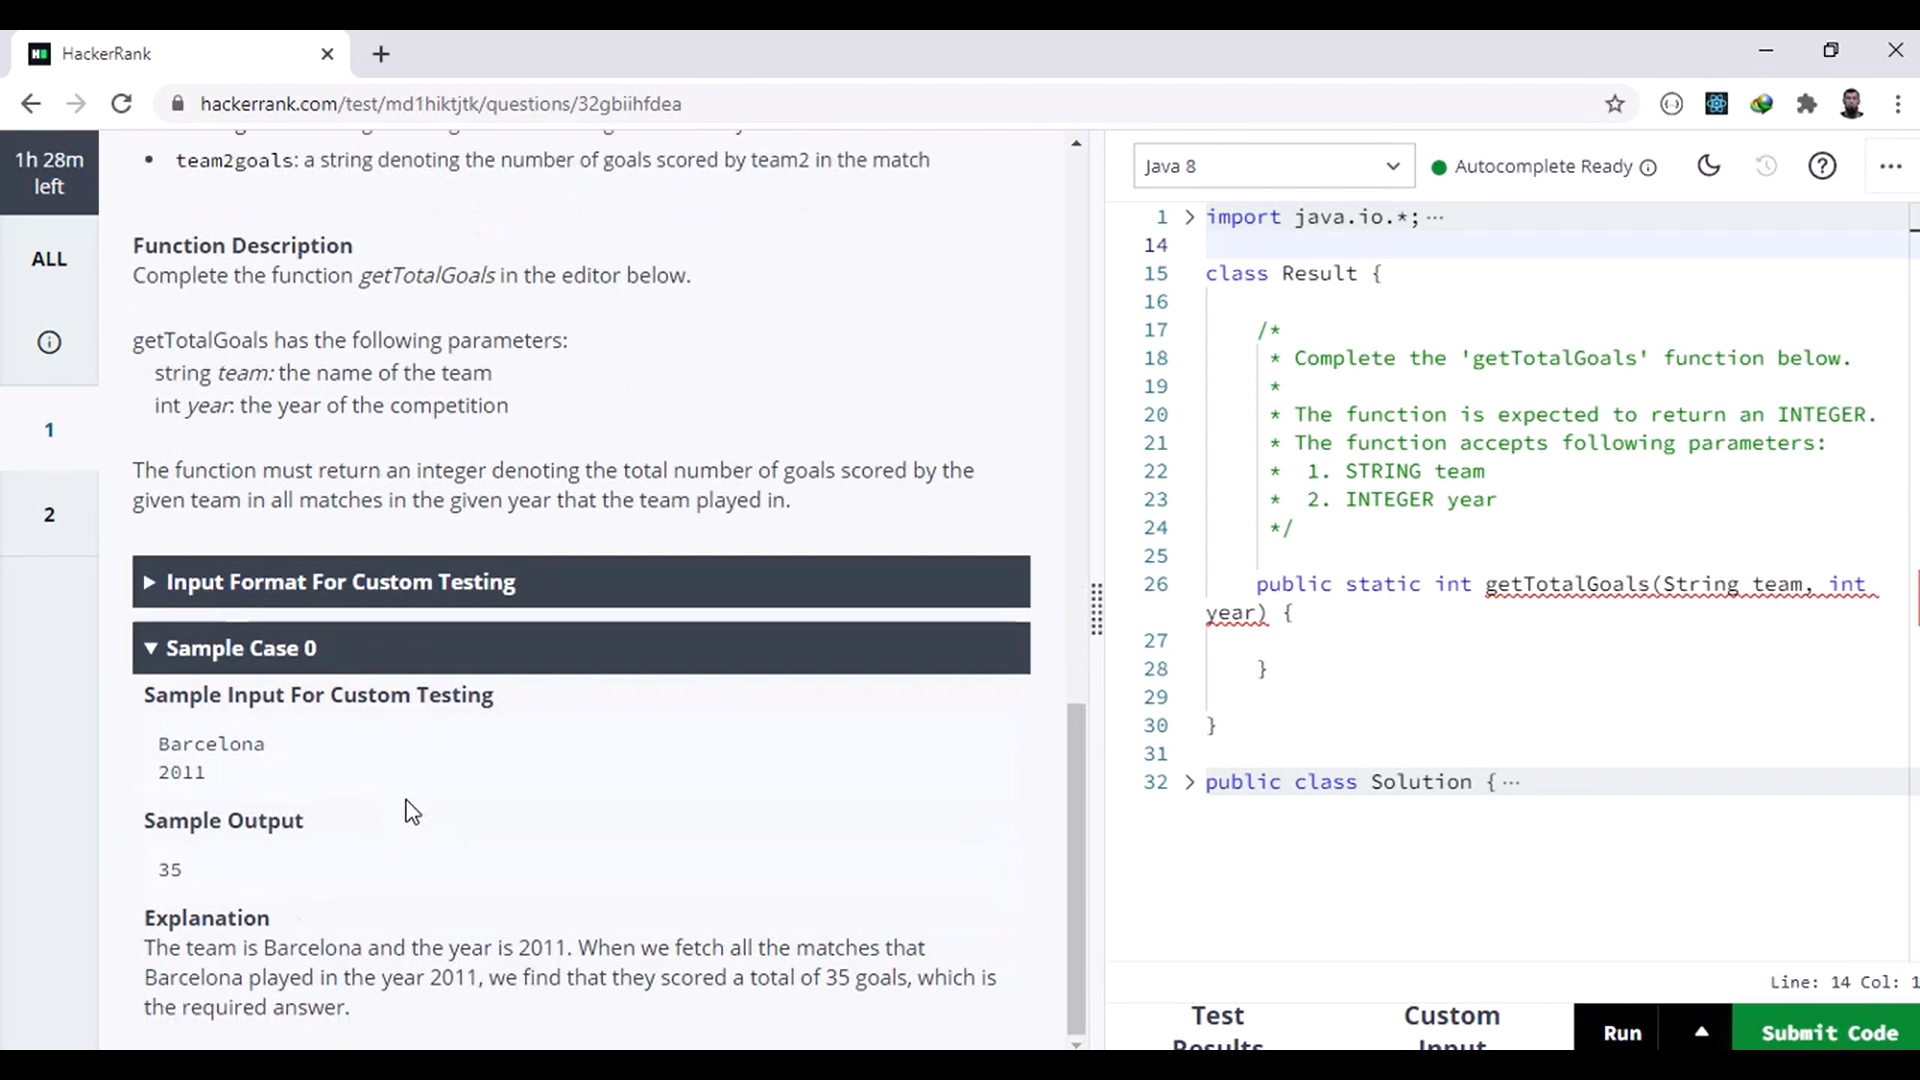 HackerRank
hackerrank.com/test/md1hiktjtk/questions/32gbiihfdea
1h 28m
left
ALL
1
2
• team2goals: a string denoting the number of goals scored by team2 in the match
Function Description
Complete the function getTotalGoals in the editor below.
getTotalGoals has the following parameters:
string team: the name of the team
int year: the year of the competition
The function must return an integer denoting the total number of goals scored by the
given team in all matches in the given year that the team played in.
Input Format For Custom Testing
Sample Case 0
Sample Input For Custom Testing
Barcelona
2011
Sample Output
35
Explanation
The team is Barcelona and the year is 2011. When we fetch all the matches that
Barcelona played in the year 2011, we find that they scored a total of 35 goals, which is
the required answer.
Java 8
Autocomplete Ready
1 import java.io.*; ...
14
15 class Result {
16
17 /*
18 * Complete the 'getTotalGoals' function below.
19 *
20 * The function is expected to return an INTEGER.
21 * The function accepts following parameters:
22 * 1. STRING team
23 * 2. INTEGER year
24 */
25
26 public static int getTotalGoals(String team, int
year) {
27
28 }
29
30 }
31
32 public class Solution { ...
Line: 14 Col: 1
Test
Results
Custom
Input
Run
Submit Code